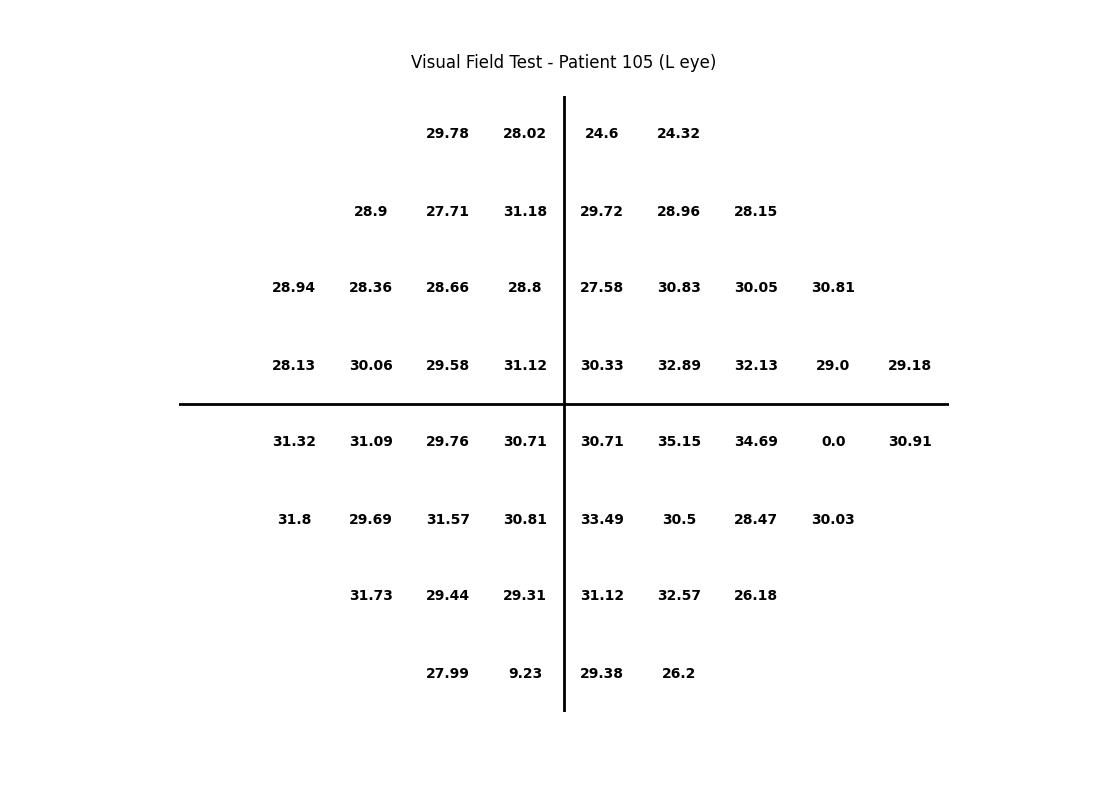 Visual Field Test - Patient 105 (L eye)
29.78 28.02 24.6 24.32
28.9 27.71 31.18 29.72 28.96 28.15
28.94 28.36 28.66 28.8 27.58 30.83 30.05 30.81
28.13 30.06 29.58 31.12 30.33 32.89 32.13 29.0 29.18
31.32 31.09 29.76 30.71 30.71 35.15 34.69 0.0 30.91
31.8 29.69 31.57 30.81 33.49 30.5 28.47 30.03
31.73 29.44 29.31 31.12 32.57 26.18
27.99 9.23 29.38 26.2